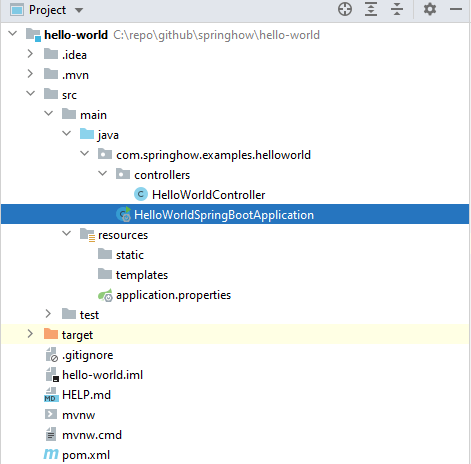 Project
hello-world C:\repo\github\springhow\hello-world
.idea
.mvn
src
main
java
com.springhow.examples.helloworld
controllers
C HelloWorldController
HelloWorldSpringBootApplication
resources
static
templates
application.properties
test
target
.gitignore
hello-world.iml
MD HELP.md
mvnw
mvnw.cmd
m pom.xml